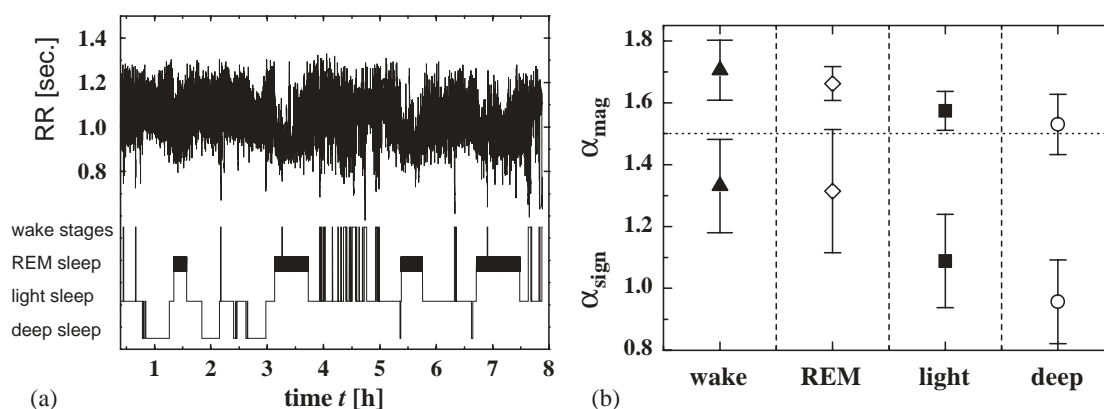 RR [sec.]
1.4
1.2
1.0
0.8
wake stages
REM sleep
light sleep
deep sleep
1 2 3 4 5 6 7 8
time t [h]
(a)
α_mag
α_sign
1.8
1.6
1.4
1.2
1.0
0.8
wake REM light deep
(b)